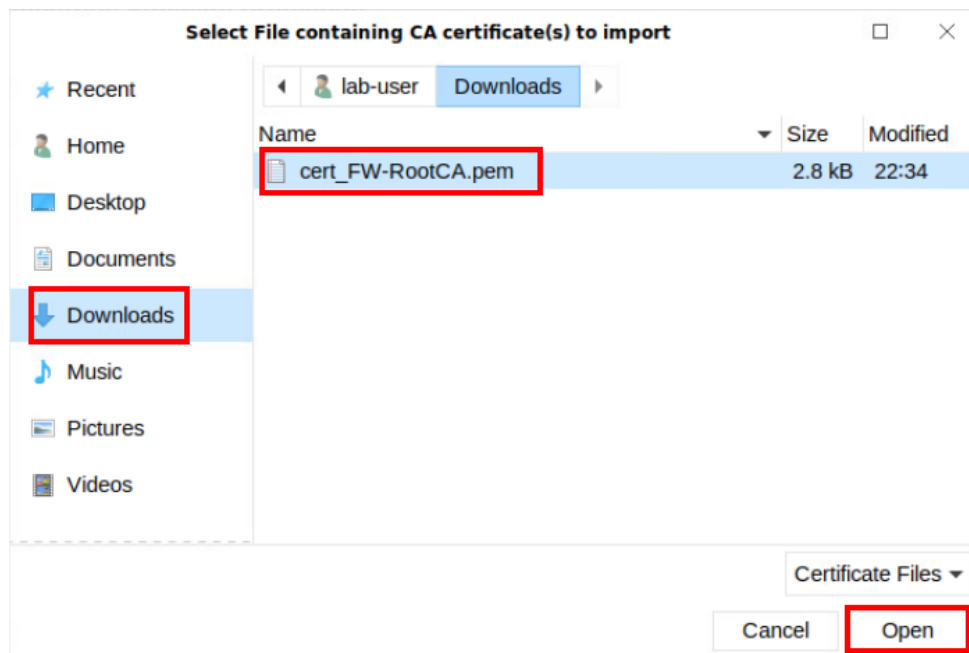 Select File containing CA certificate(s) to import
Recent
Home
Desktop
Documents
Downloads
Music
Pictures
Videos
lab-user Downloads
Name Size Modified
cert_FW-RootCA.pem 2.8 kB 22:34
Certificate Files
Cancel Open